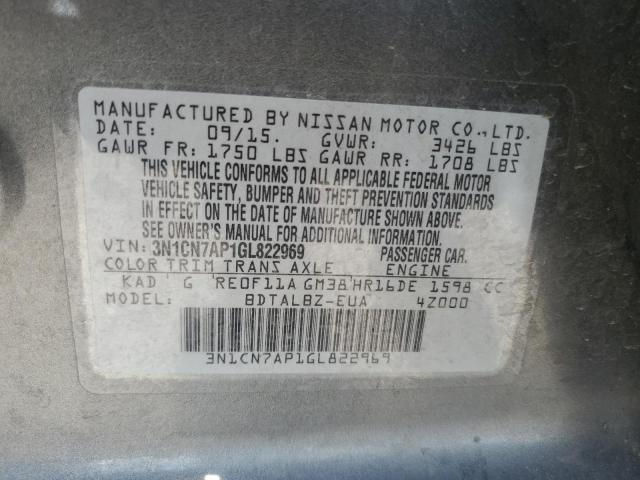 MANUFACTURED BY NISSAN MOTOR CO.,LTD.
DATE: 09/15. GVWR: 3426 LBS
GAWR FR: 1750 LBS GAWR RR: 1708 LBS
THIS VEHICLE CONFORMS TO ALL APPLICABLE FEDERAL MOTOR
VEHICLE SAFETY, BUMPER AND THEFT PREVENTION STANDARDS
IN EFFECT ON THE DATE OF MANUFACTURE SHOWN ABOVE.
SEE OWNER'S MANUAL FOR ADDITIONAL INFORMATION.
VIN: 3N1CN7AP1GL822969 PASSENGER CAR.
COLOR TRIM TRANS AXLE ENGINE
KAD G RE0F11A GM38 HR16DE 1598 CC
MODEL: BDTALBZ-EUA 4Z000
3N1CN7AP1GL822969